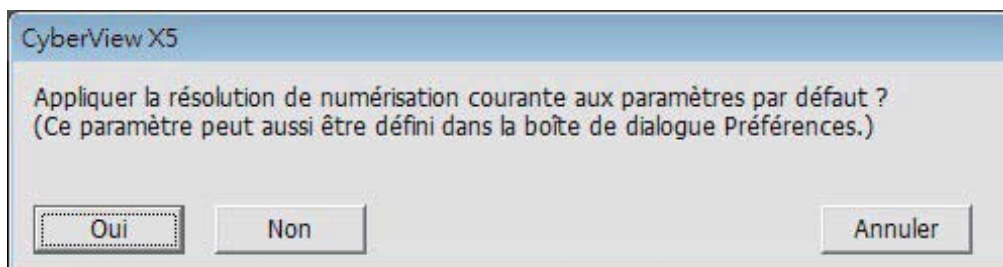 CyberView X5
Appliquer la résolution de numérisation courante aux paramètres par défaut ?
(Ce paramètre peut aussi être défini dans la boîte de dialogue Préférences.)
Oui Non Annuler